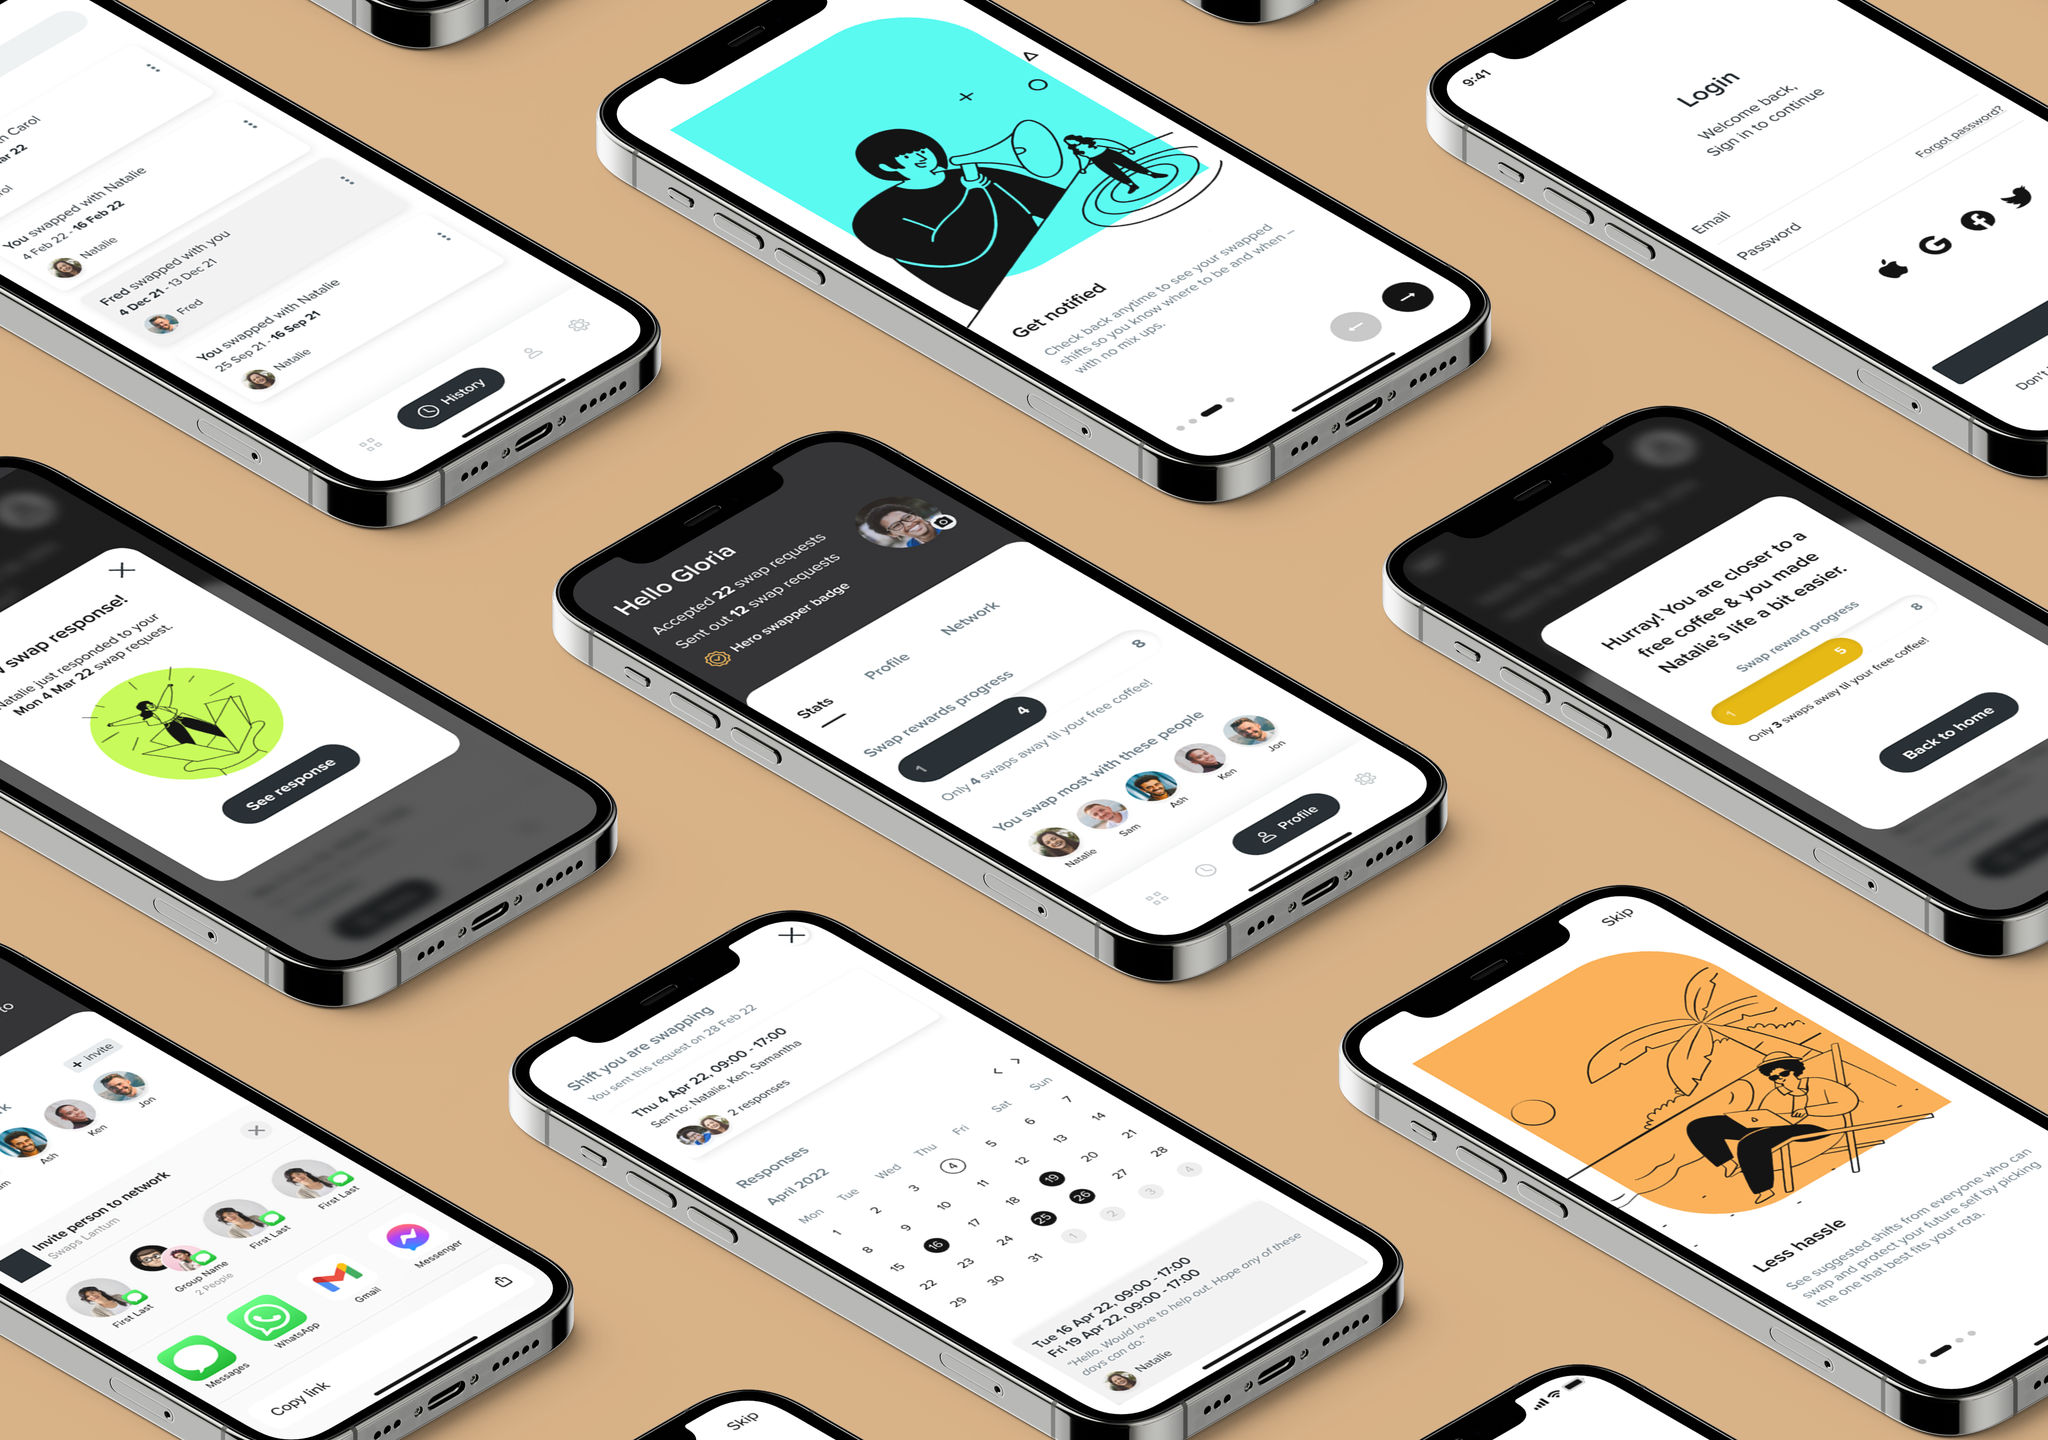 Carol
You swapped with Natalie
4 Feb 22 - 16 Feb 22
Natalie
Fred swapped with you
4 Dec 21 - 13 Dec 21
Fred
You swapped with Natalie
25 Sep 21 - 16 Sep 21
Natalie
History
Get notified
Check back anytime to see your swapped
shifts so you know where to be and when –
with no mix ups.
9:41
Login
Welcome back,
Sign in to continue
Email
Password
Forgot password?
Don't
swap response!
Natalie just responded to your
Mon 4 Mar 22 swap request.
See response
Hello Gloria
Accepted 22 swap requests
Sent out 12 swap requests
Hero swapper badge
Stats
Profile
Network
Swap rewards progress
1
4
8
Only 4 swaps away til your free coffee!
You swap most with these people
Natalie
Sam
Ash
Ken
Jon
Profile
Hurray! You are closer to a
free coffee & you made
Natalie's life a bit easier.
Swap reward progress
1
5
8
Only 3 swaps away til your free coffee!
Back to home
to
+ invite
Ash
Ken
Jon
Invite person to network
Swaps Lantum
First Last
Group Name
2 People
First Last
First Last
Messages
WhatsApp
Gmail
Messenger
Copy link
Shift you are swapping
You sent this request on 28 Feb 22
Thu 4 Apr 22, 09:00 - 17:00
Sent to: Natalie, Ken, Samantha
2 responses
Responses
April 2022
Mon Tue Wed Thu Fri Sat Sun
1 2 3 4 5 6 7
8 9 10 11 12 13 14
15 16 17 18 19 20 21
22 23 24 25 26 27 28
29 30 31 1 2 3 4
Tue 16 Apr 22, 09:00 - 17:00
Fri 19 Apr 22, 09:00 - 17:00
"Hello. Would love to help out. Hope any of these
days can do."
Natalie
Skip
Less hassle
See suggested shifts from everyone who can
swap and protect your future self by picking
the one that best fits your rota.
Skip